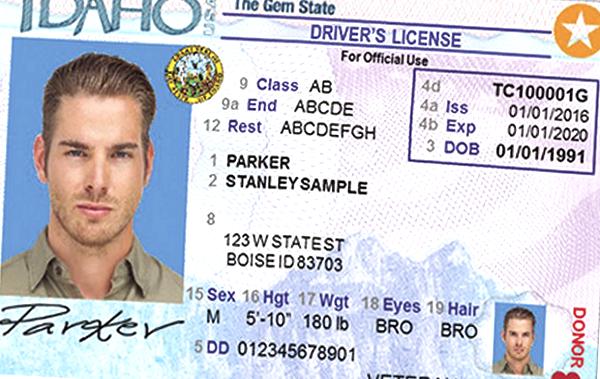 IDAHO USA
The Gem State
DRIVER'S LICENSE
For Official Use
9 Class AB
9a End ABCDE
12 Rest ABCDEFGH
4d TC100001G
4a Iss 01/01/2016
4b Exp 01/01/2020
3 DOB 01/01/1991
1 PARKER
2 STANLEYSAMPLE
8
123 W STATE ST
BOISE ID 83703
15 Sex 16 Hgt 17 Wgt 18 Eyes 19 Hair
M 5'-10" 180 lb BRO BRO
5 DD 012345678901
Parker
DONOR